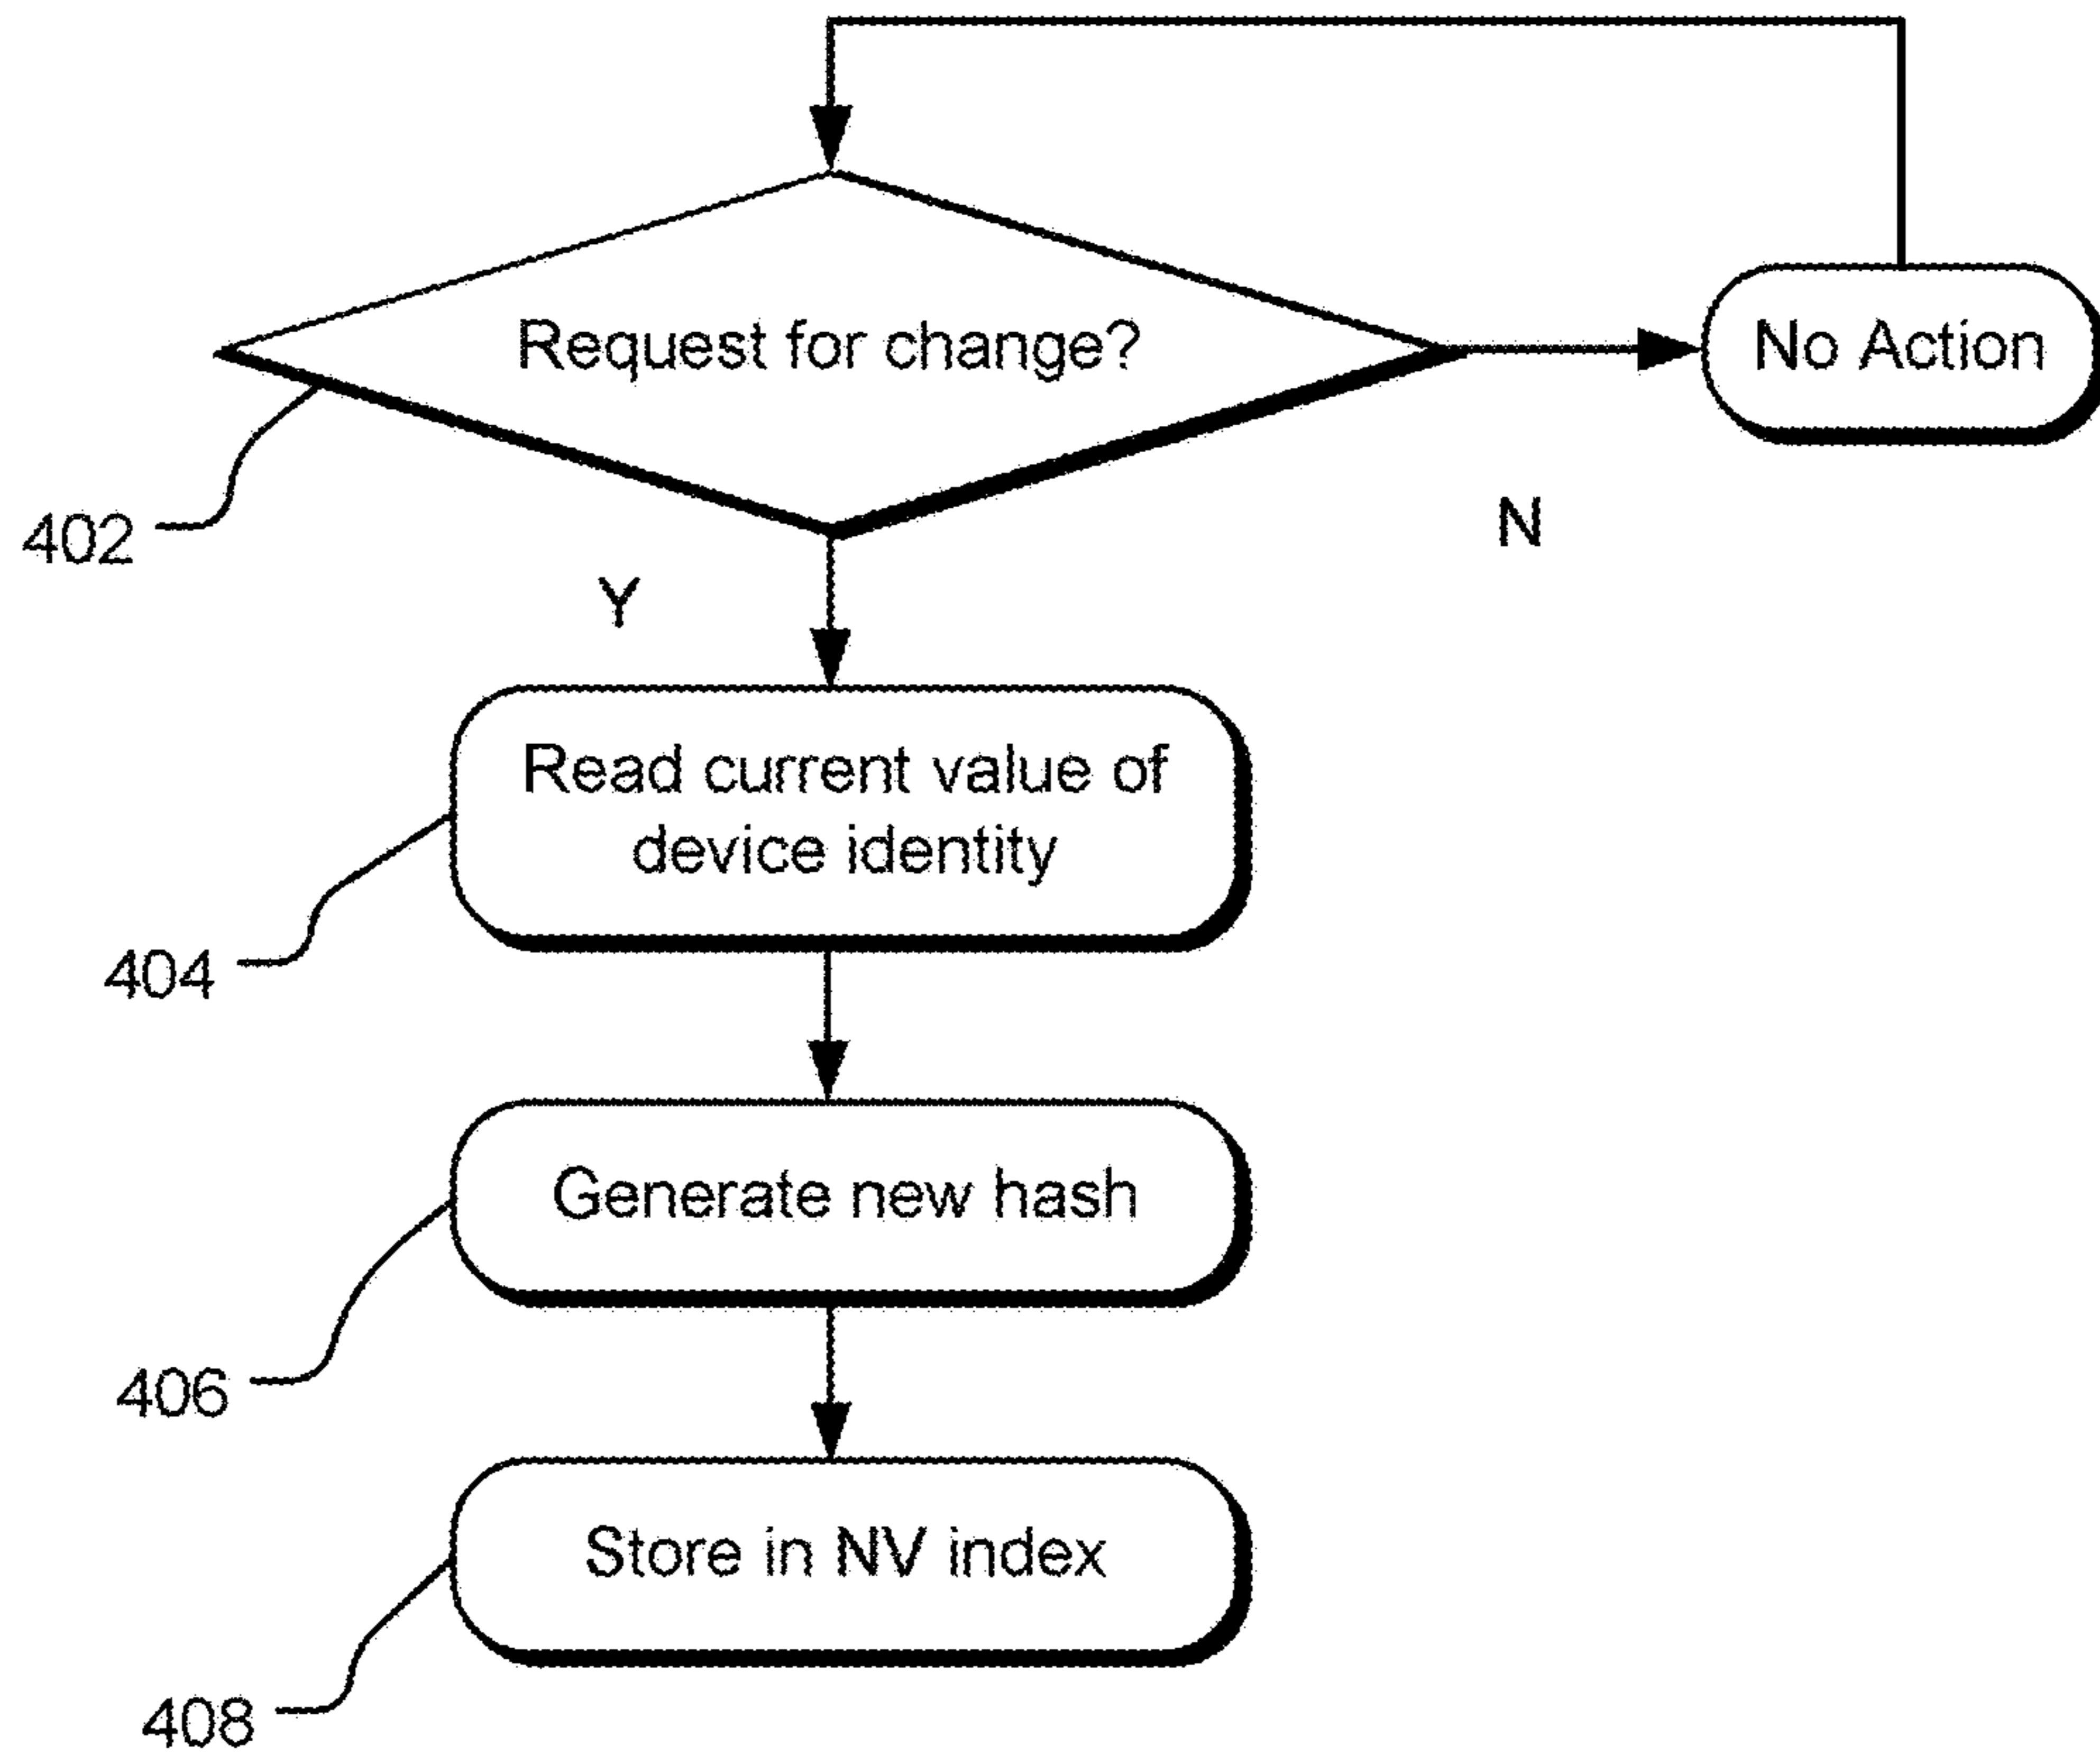 Request for change?
No Action
402
N
Y
Read current value of
device identity
404
Generate new hash
406
Store in NV index
408